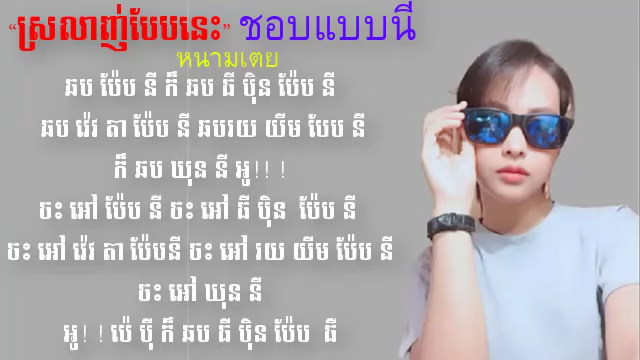 “ស្រលាញ់បែបនេះ” ชอบแบบนี้
หนามเตย
ឆប ប៉ែប នី ក៏ ឆប ធី ប៉ិន ប៉ែប នី
ឆប វ៉េវ តា ប៉ែប នី ឆបរយ យីម បែប នី
ក៏ ឆប ឃុន នី អូ!! !
ចះ អៅ ប៉ែប នី ចះ អៅ ធី ប៉ិន ប៉ែប នី
ចះ អៅ វ៉េវ តា ប៉ែបនី ចះ អៅ រយ យីម ប៉ែប នី
ចះ អៅ ឃុន នី
អូ! ! ប៉េ ប៉ី ក៏ ឆប ធី ប៉ិន ប៉ែប ធី